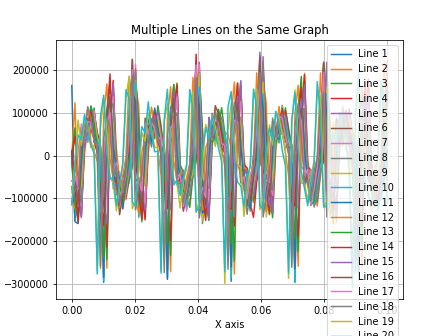 Multiple Lines on the Same Graph
200000
100000
0
−100000
−200000
−300000
0.00
0.02
0.04
0.06
0.08
X axis
Line 1
Line 2
Line 3
Line 4
Line 5
Line 6
Line 7
Line 8
Line 9
Line 10
Line 11
Line 12
Line 13
Line 14
Line 15
Line 16
Line 17
Line 18
Line 19
Line 20